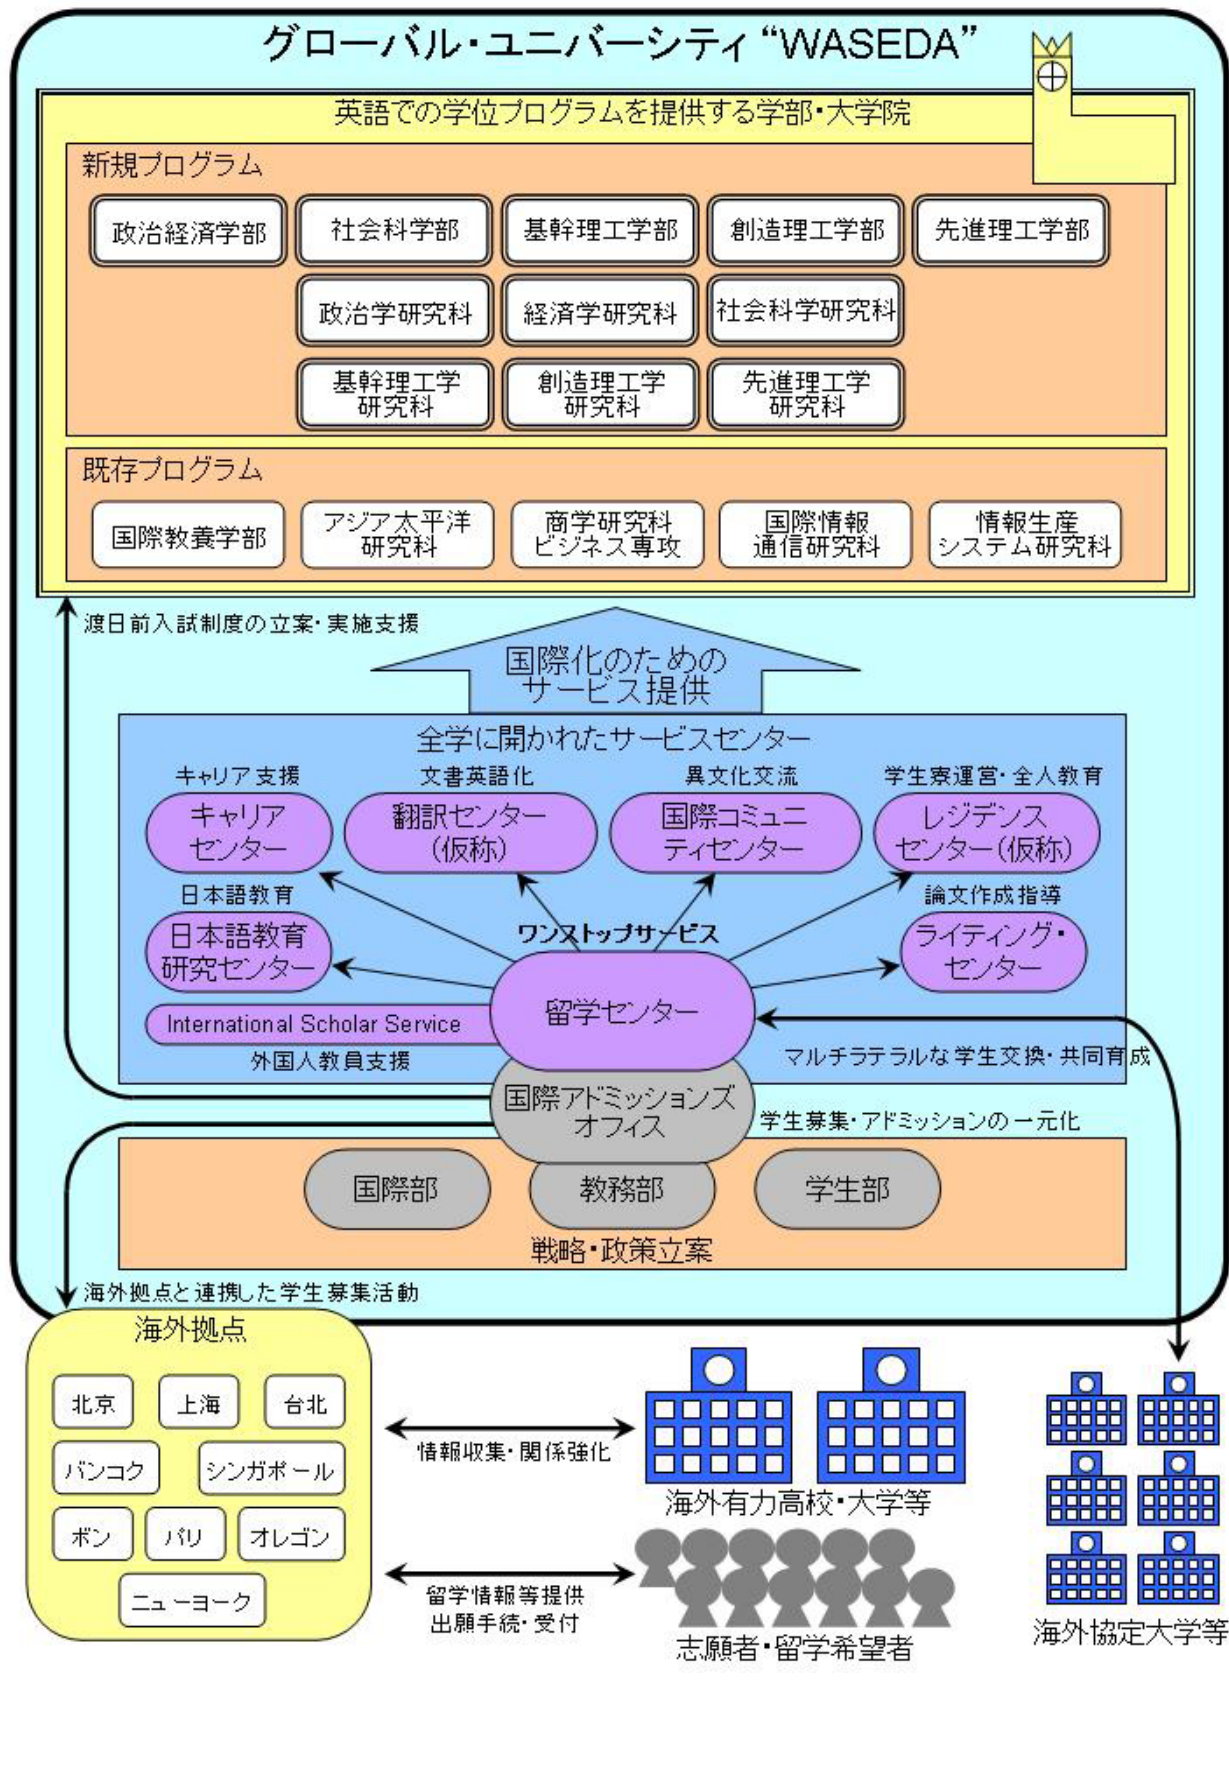 グローバル・ユニバーシティ“WASEDA”
英語での学位プログラムを提供する学部・大学院
新規プログラム
政治経済学部
社会科学部
基幹理工学部
創造理工学部
先進理工学部
政治学研究科
経済学研究科
社会科学研究科
基幹理工学
研究科
創造理工学
研究科
先進理工学
研究科
既存プログラム
国際教養学部
アジア太平洋
研究科
商学研究科
ビジネス専攻
国際情報
通信研究科
情報生産
システム研究科
渡日前入試制度の立案・実施支援
国際化のための
サービス提供
全学に開かれたサービスセンター
キャリア支援
キャリア
センター
文書英語化
翻訳センター
(仮称)
異文化交流
国際コミュニ
ティセンター
学生寮運営・全人教育
レジデンス
センター(仮称)
日本語教育
日本語教育
研究センター
ワンストップサービス
論文作成指導
ライティング・
センター
留学センター
International Scholar Service
外国人教員支援
マルチラテラルな学生交換・共同育成
国際アドミッションズ
オフィス
学生募集・アドミッションの一元化
国際部
教務部
学生部
戦略・政策立案
海外拠点と連携した学生募集活動
海外拠点
北京
上海
台北
バンコク
シンガポール
ボン
パリ
オレゴン
ニューヨーク
情報収集・関係強化
海外有力高校・大学等
留学情報等提供
出願手続・受付
志願者・留学希望者
海外協定大学等